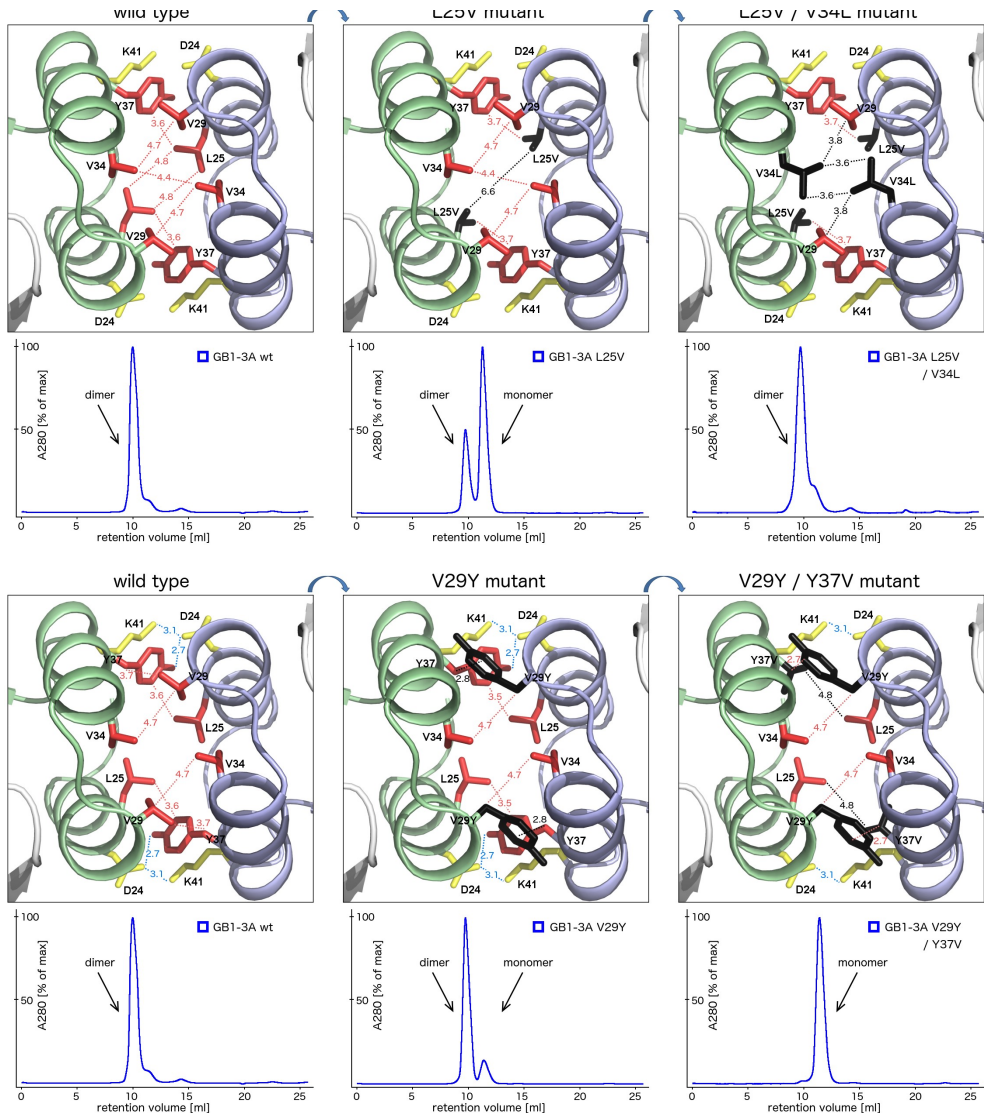 wild type
L25V mutant
L25V / V34L mutant
K41
D24
Y37
V29
3.6
4.7
V34
4.8
L25
4.4
V34
4.8
4.7
V29
3.6
Y37
D24
K41
K41
D24
Y37
V29
3.7
4.7
L25V
V34
4.4
6.6
L25V
4.7
V29
3.7
Y37
D24
K41
K41
D24
Y37
V29
3.7
3.8
L25V
V34L
3.6
V34L
3.6
3.8
L25V
V29
3.7
Y37
D24
K41
100
50
A280 [% of max]
dimer
GB1-3A wt
0 5 10 15 20 25
retention volume [ml]
100
50
A280 [% of max]
dimer
monomer
GB1-3A L25V
0 5 10 15 20 25
retention volume [ml]
100
50
A280 [% of max]
dimer
GB1-3A L25V
/ V34L
0 5 10 15 20 25
retention volume [ml]
wild type
V29Y mutant
V29Y / Y37V mutant
K41
D24
3.1
2.7
Y37
3.7
V29
3.6
4.7
L25
V34
V34
L25
4.7
3.6
V29
3.7
Y37
2.7
D24
3.1
K41
K41
D24
3.1
2.7
Y37
2.8
V29Y
3.5
4.7
L25
V34
V34
L25
4.7
3.5
V29Y
2.8
Y37
2.7
3.1
D24
K41
K41
D24
3.1
Y37V
2.7
V29Y
4.8
4.7
L25
V34
V34
L25
4.7
4.8
V29Y
Y37V
2.7
D24
3.1
K41
100
50
A280 [% of max]
dimer
GB1-3A wt
0 5 10 15 20 25
retention volume [ml]
100
50
A280 [% of max]
dimer
monomer
GB1-3A V29Y
0 5 10 15 20 25
retention volume [ml]
100
50
A280 [% of max]
monomer
GB1-3A V29Y
/ Y37V
0 5 10 15 20 25
retention volume [ml]